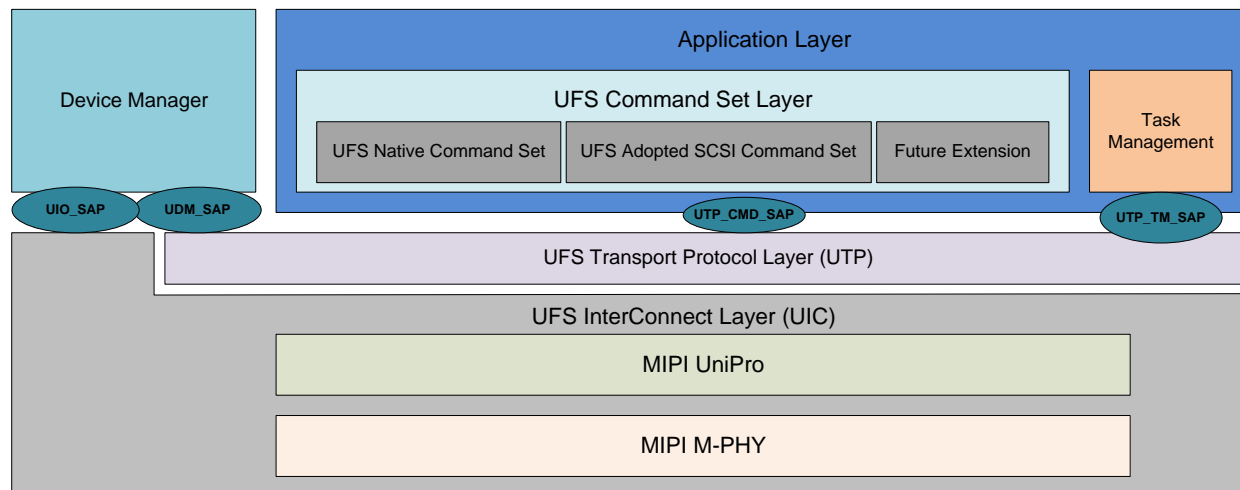 Application Layer
Device Manager
UFS Command Set Layer
Task
Management
UFS Native Command Set
UFS Adopted SCSI Command Set
Future Extension
UIO_SAP
UDM_SAP
UTP_CMD_SAP
UTP_TM_SAP
UFS Transport Protocol Layer (UTP)
UFS InterConnect Layer (UIC)
MIPI UniPro
MIPI M-PHY